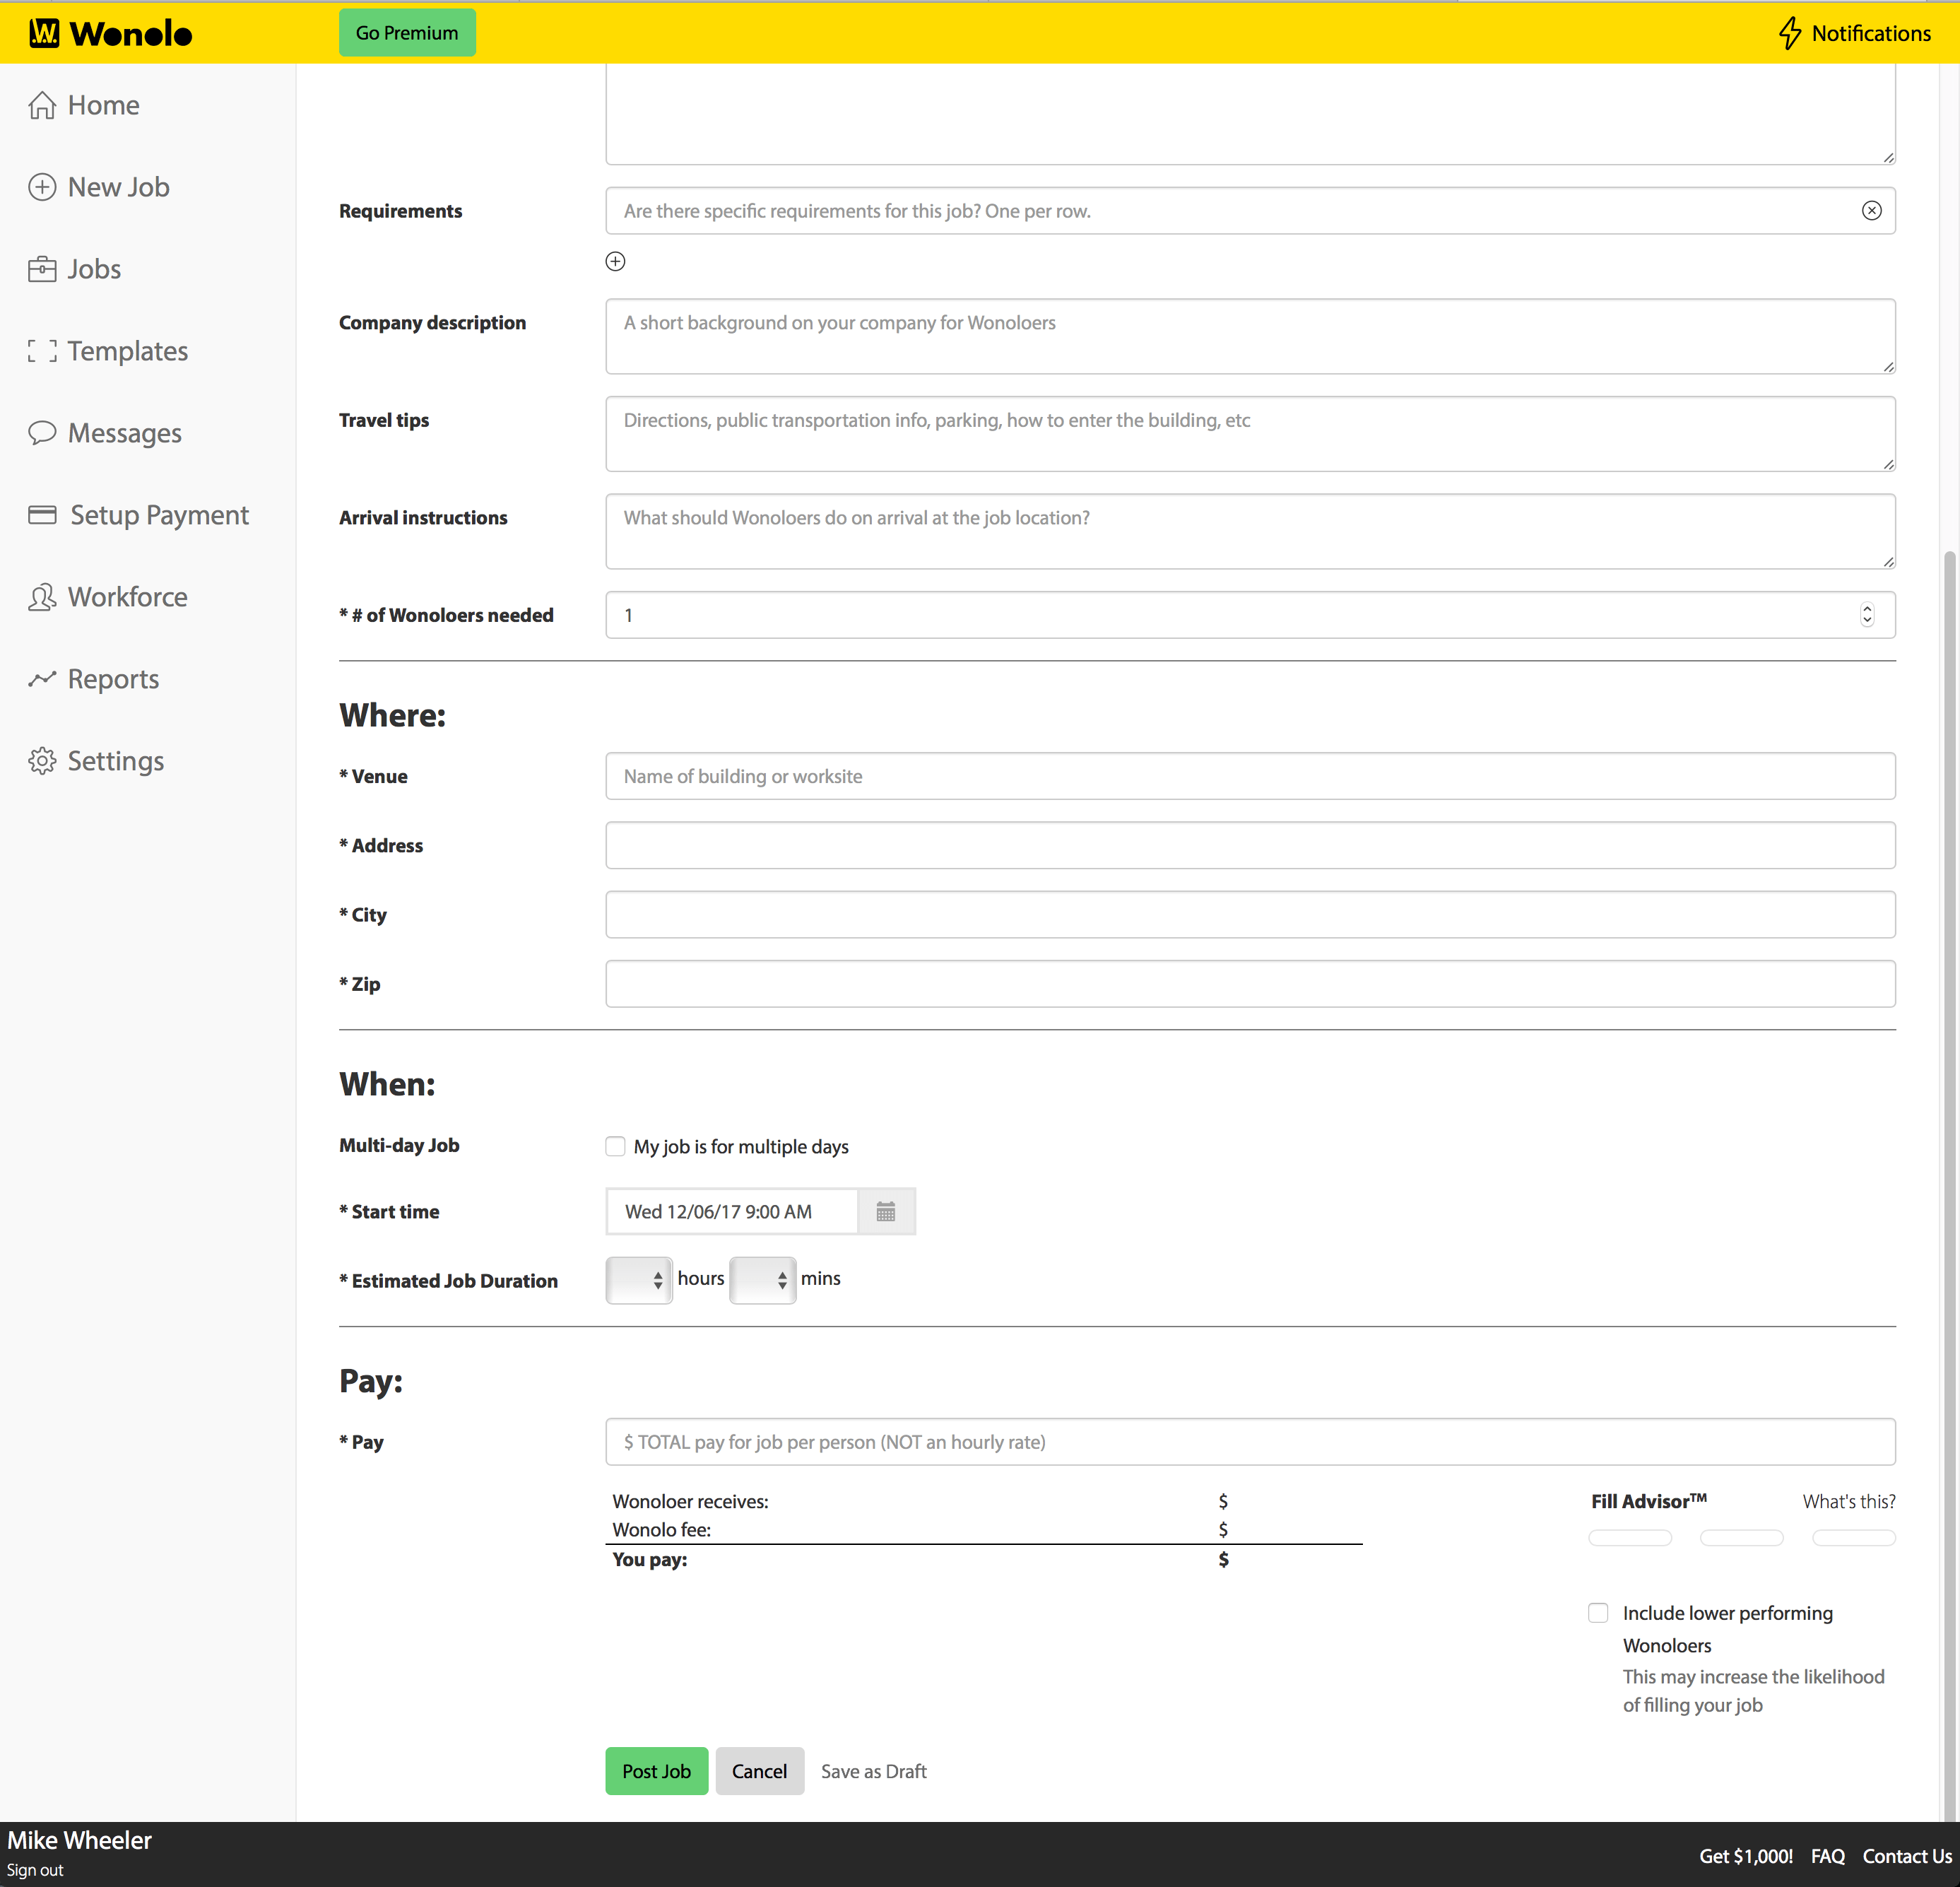 W. Wonolo
Go Premium
Notifications
Home
New Job
Jobs
Templates
Messages
Setup Payment
Workforce
Reports
Settings
Requirements
Are there specific requirements for this job? One per row.
Company description
A short background on your company for Wonoloers
Travel tips
Directions, public transportation info, parking, how to enter the building, etc
Arrival instructions
What should Wonoloers do on arrival at the job location?
* # of Wonoloers needed
1
Where:
* Venue
Name of building or worksite
* Address
* City
* Zip
When:
Multi-day Job
My job is for multiple days
* Start time
Wed 12/06/17 9:00 AM
* Estimated Job Duration
hours
mins
Pay:
* Pay
$ TOTAL pay for job per person (NOT an hourly rate)
Wonoloer receives: $
Wonolo fee: $
You pay: $
Fill Advisor™
What's this?
Include lower performing
Wonoloers
This may increase the likelihood
of filling your job
Post Job
Cancel
Save as Draft
Mike Wheeler
Sign out
Get $1,000!
FAQ
Contact Us